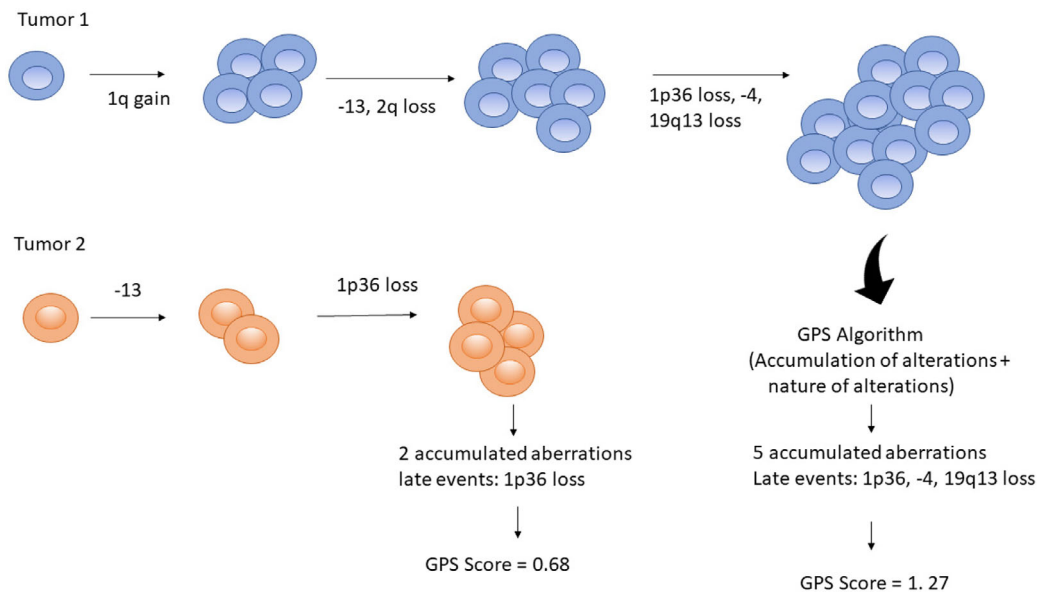 Tumor 1
1q gain
-13, 2q loss
1p36 loss, -4,
19q13 loss
Tumor 2
-13
1p36 loss
GPS Algorithm
(Accumulation of alterations +
nature of alterations)
2 accumulated aberrations
late events: 1p36 loss
5 accumulated aberrations
Late events: 1p36, -4, 19q13 loss
GPS Score = 0.68
GPS Score = 1. 27